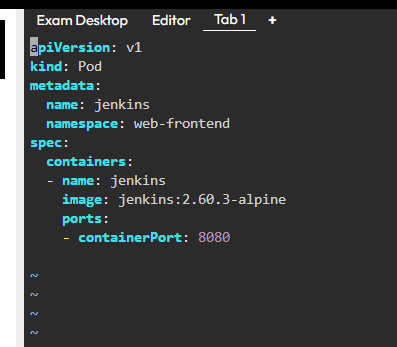 Exam Desktop Editor Tab 1 +
apiVersion: v1
kind: Pod
metadata:
  name: jenkins
  namespace: web-frontend
spec:
  containers:
  - name: jenkins
    image: jenkins:2.60.3-alpine
    ports:
    - containerPort: 8080
~
~
~
~